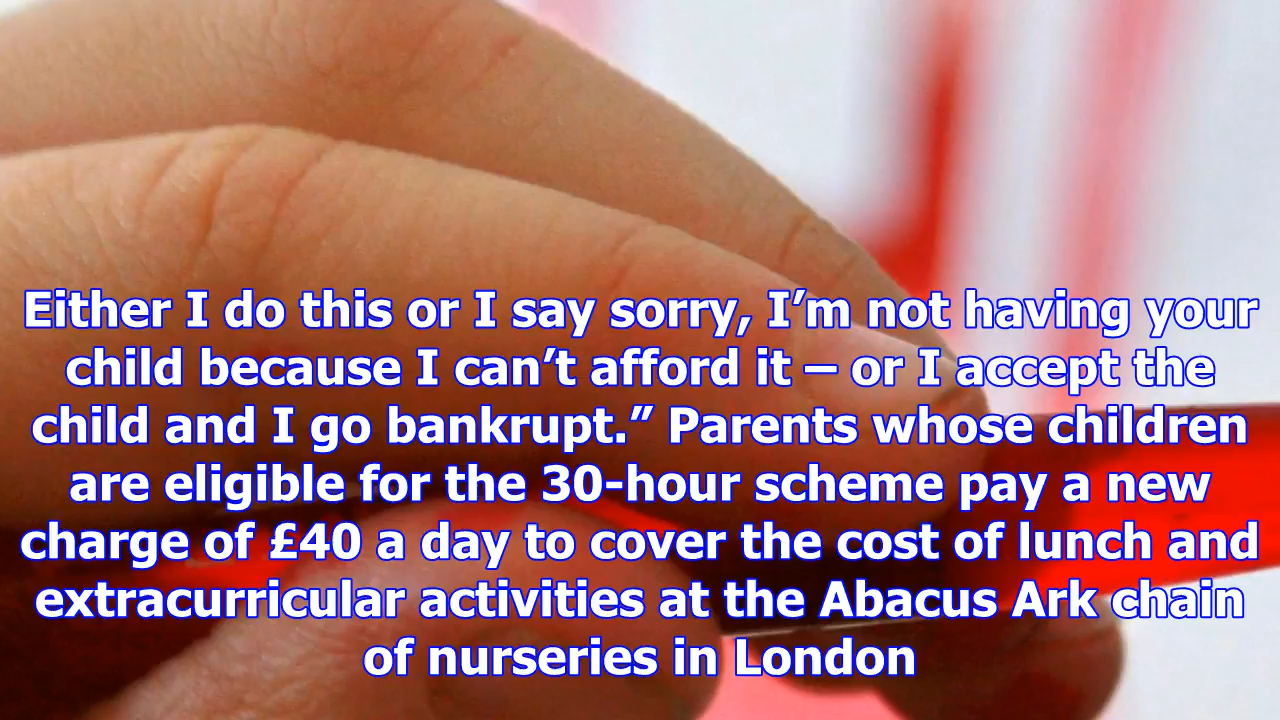 Either I do this or I say sorry, I’m not having your
child because I can’t afford it – or I accept the
child and I go bankrupt.” Parents whose children
are eligible for the 30-hour scheme pay a new
charge of £40 a day to cover the cost of lunch and
extracurricular activities at the Abacus Ark chain
of nurseries in London